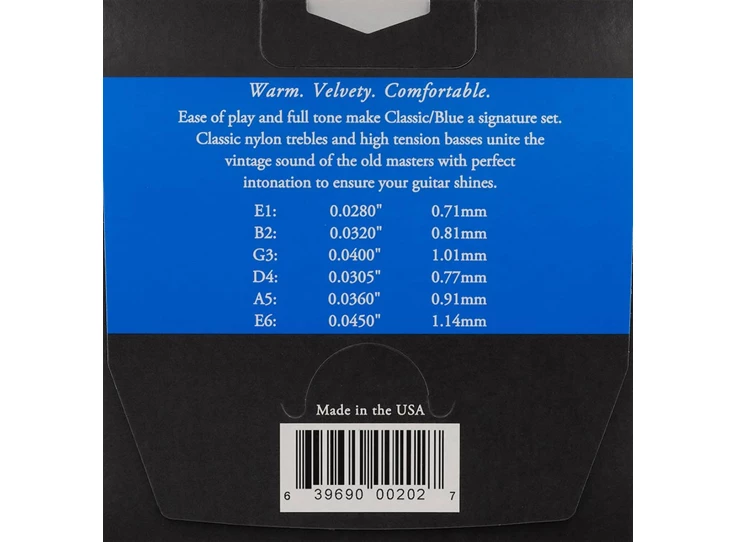 Warm. Velvety. Comfortable.
Ease of play and full tone make Classic/Blue a signature set.
Classic nylon trebles and high tension basses unite the
vintage sound of the old masters with perfect
intonation to ensure your guitar shines.
E1: 0.0280" 0.71mm
B2: 0.0320" 0.81mm
G3: 0.0400" 1.01mm
D4: 0.0305" 0.77mm
A5: 0.0360" 0.91mm
E6: 0.0450" 1.14mm
Made in the USA
6 39690 00202 7